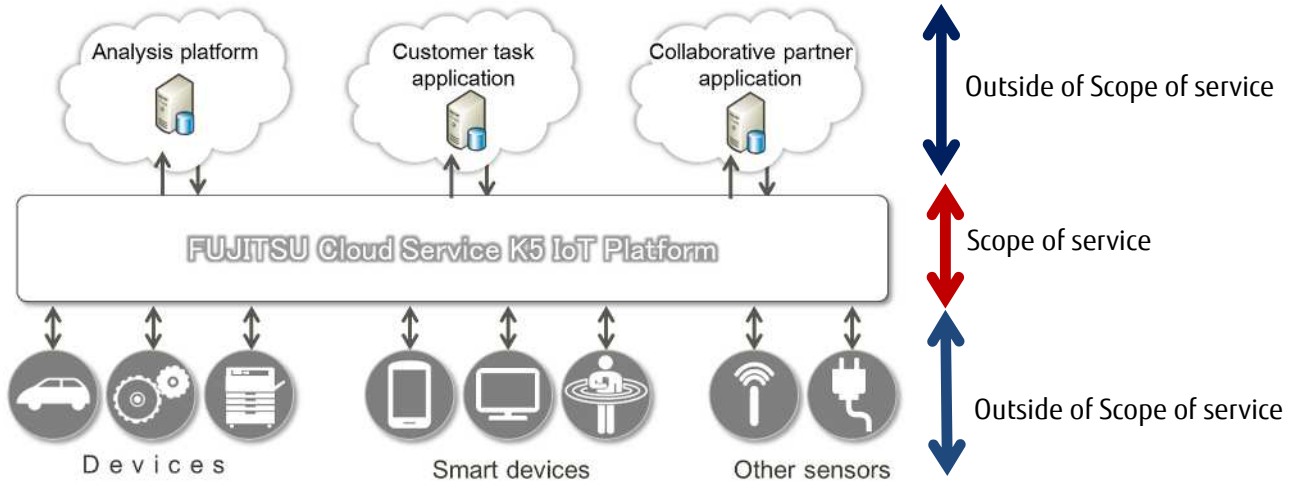 Analysis platform
Customer task
application
Collaborative partner
application
Outside of Scope of service
FUJITSU Cloud Service K5 IoT Platform
Scope of service
Outside of Scope of service
Devices
Smart devices
Other sensors